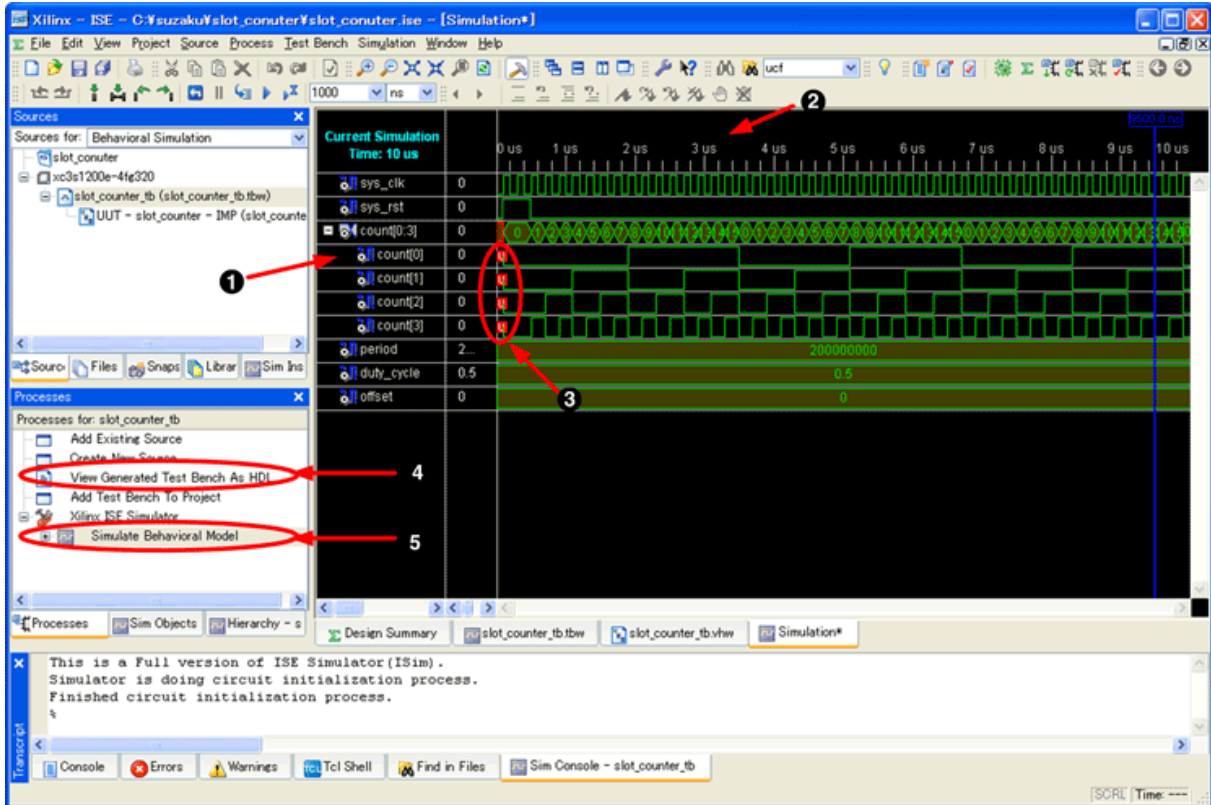 Xilinx - ISE - C:¥suzaku¥slot_conuter¥slot_conuter.ise - [Simulation*]
File Edit View Project Source Process Test Bench Simulation Window Help
ucf
1000 ns
Sources
Sources for: Behavioral Simulation
slot_conuter
xc3s1200e-4fg320
slot_counter_tb (slot_counter_tb.tbw)
UUT - slot_counter - IMP (slot_counte
Sourc Files Snaps Librar Sim Ins
Processes
Processes for: slot_counter_tb
Add Existing Source
Create New Source
View Generated Test Bench As HDL
Add Test Bench To Project
Xilinx ISE Simulator
Simulate Behavioral Model
Processes Sim Objects Hierarchy - s
Current Simulation
Time: 10 us
9500.0 ns
0 us 1 us 2 us 3 us 4 us 5 us 6 us 7 us 8 us 9 us 10 us
sys_clk 0
sys_rst 0
count[0:3] 0
count[0] 0 U
count[1] 0 U
count[2] 0 U
count[3] 0 U
period 2... 200000000
duty_cycle 0.5 0.5
offset 0 0
1
2
3
4
5
Design Summary slot_counter_tb.tbw slot_counter_tb.vhw Simulation*
This is a Full version of ISE Simulator(ISim).
Simulator is doing circuit initialization process.
Finished circuit initialization process.
%
Transcript
Console Errors Warnings Tcl Shell Find in Files Sim Console - slot_counter_tb
SCRL Time: ---